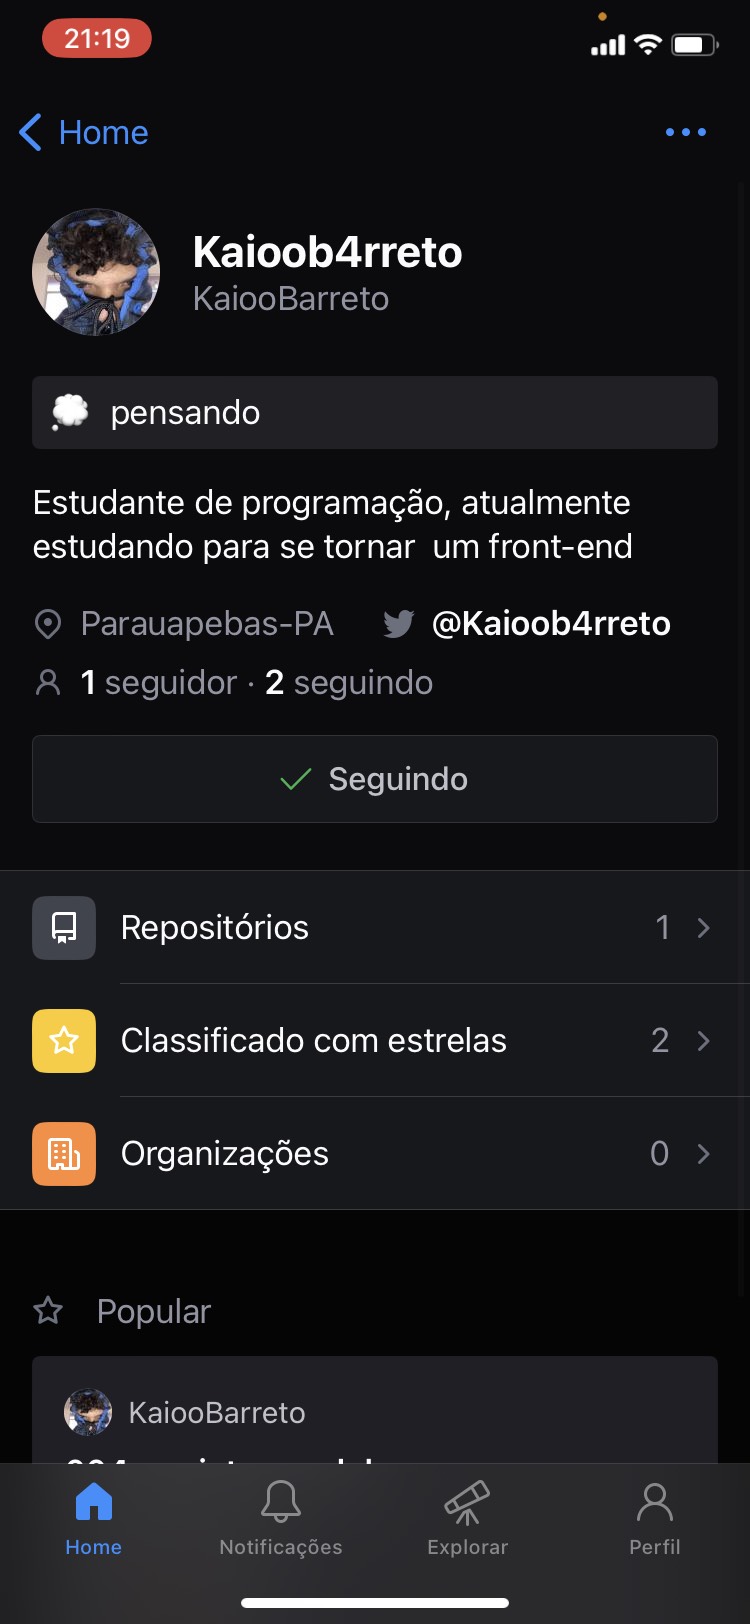 21:19
Home
Kaioob4rreto
KaiooBarreto
pensando
Estudante de programação, atualmente
estudando para se tornar  um front-end
Parauapebas-PA @Kaioob4rreto
1 seguidor · 2 seguindo
Seguindo
Repositórios 1
Classificado com estrelas 2
Organizações 0
Popular
KaiooBarreto
Home Notificações Explorar Perfil